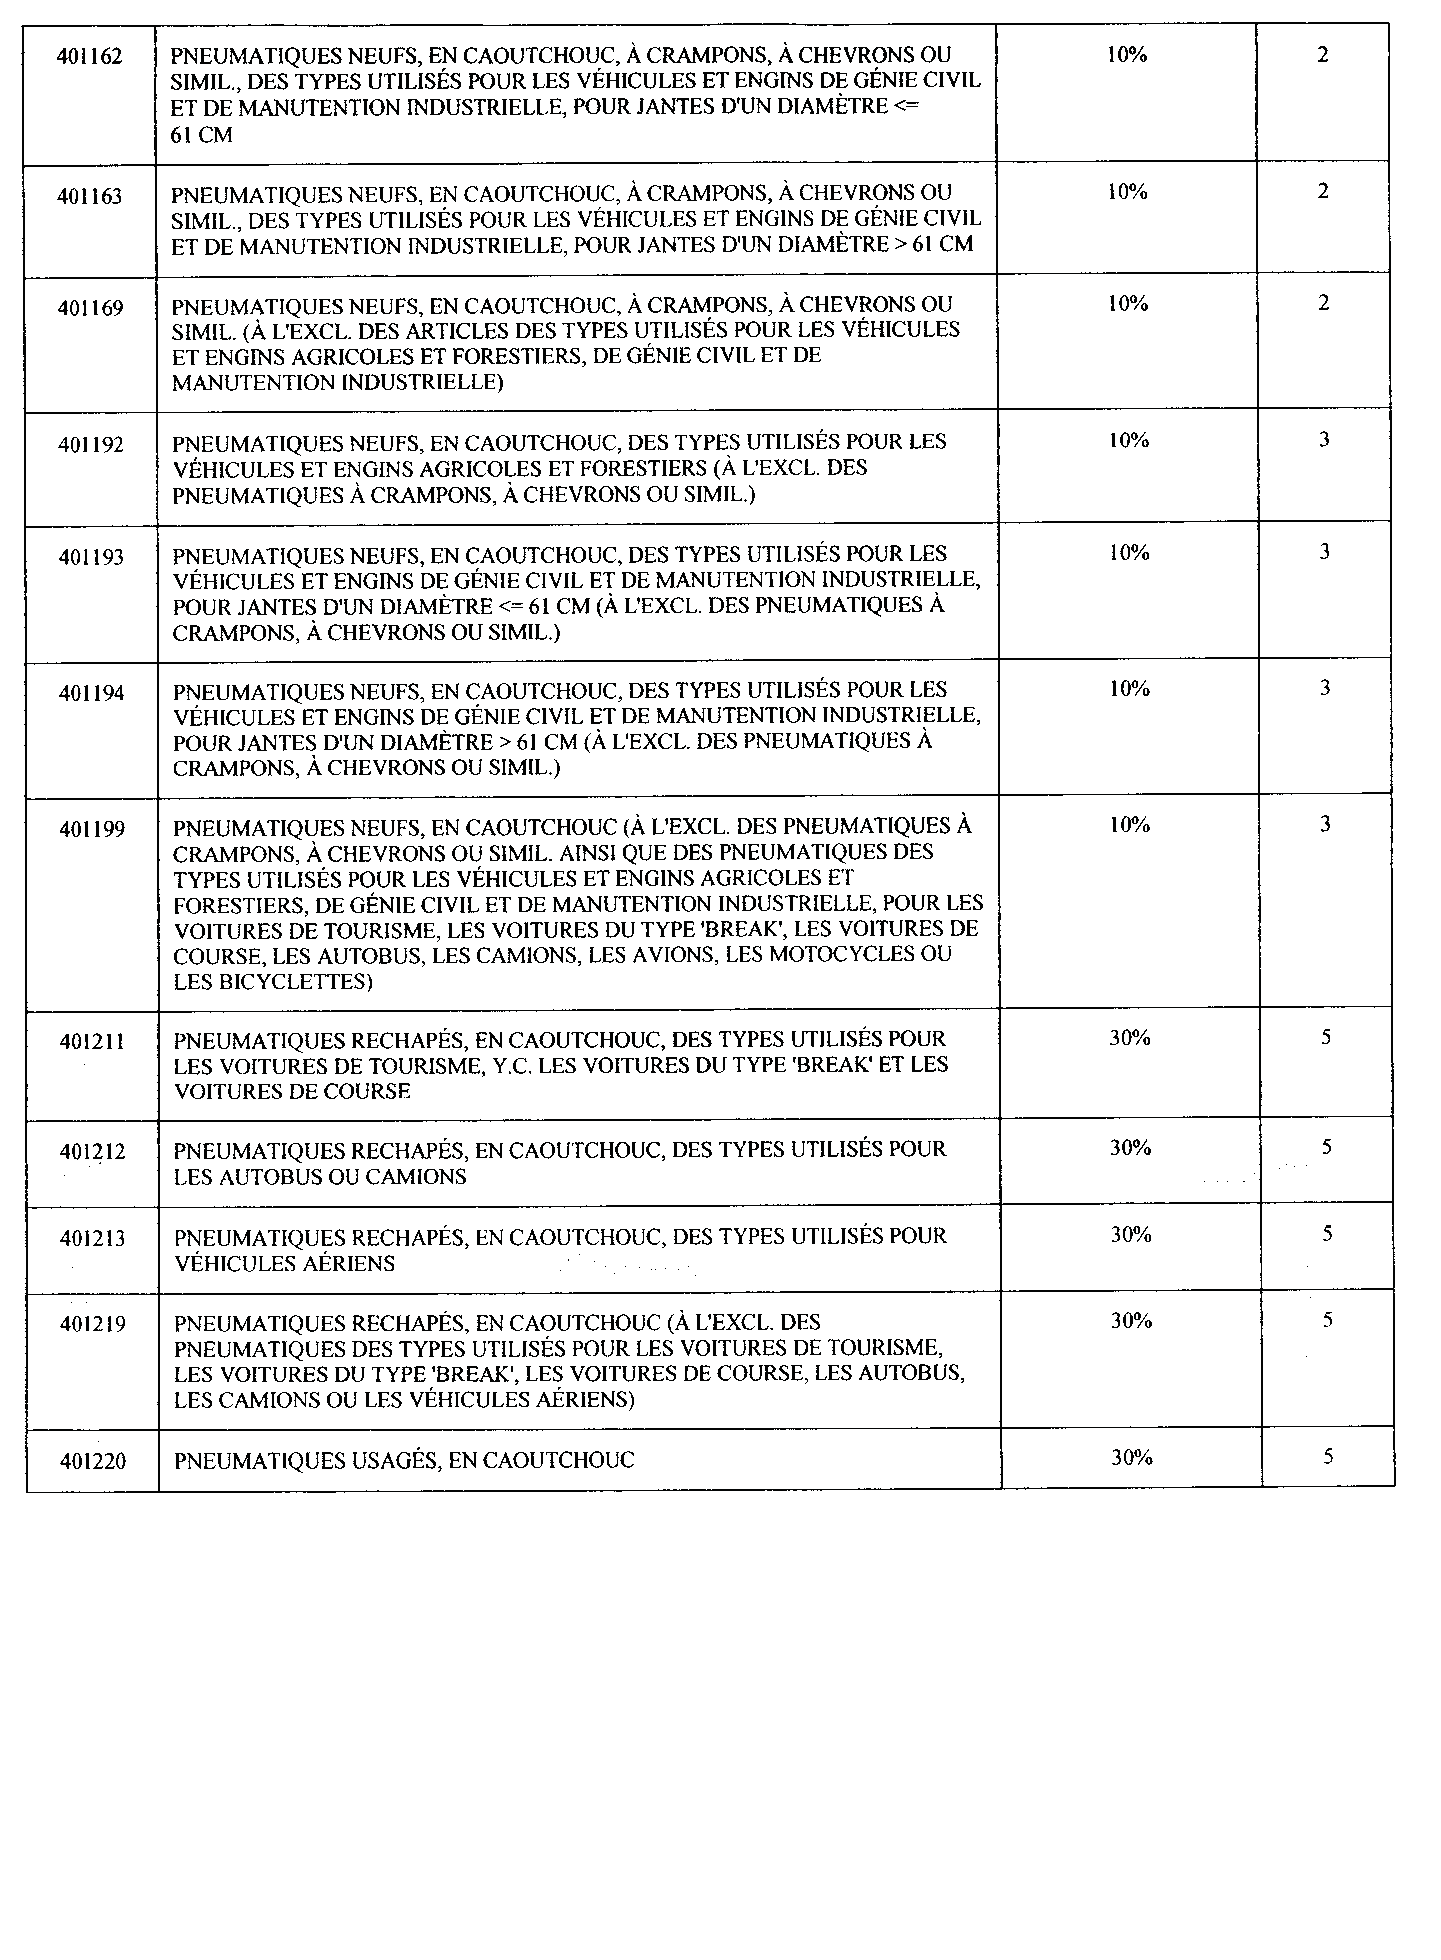 401162 PNEUMATIQUES NEUFS, EN CAOUTCHOUC, À CRAMPONS, À CHEVRONS OU 10% 2
SIMIL., DES TYPES UTILISÉS POUR LES VÉHICULES ET ENGINS DE GÉNIE CIVIL
ET DE MANUTENTION INDUSTRIELLE, POUR JANTES D'UN DIAMÈTRE <=
61 CM
401163 PNEUMATIQUES NEUFS, EN CAOUTCHOUC, À CRAMPONS, À CHEVRONS OU 10% 2
SIMIL., DES TYPES UTILISÉS POUR LES VÉHICULES ET ENGINS DE GÉNIE CIVIL
ET DE MANUTENTION INDUSTRIELLE, POUR JANTES D'UN DIAMÈTRE > 61 CM
401169 PNEUMATIQUES NEUFS, EN CAOUTCHOUC, À CRAMPONS, À CHEVRONS OU 10% 2
SIMIL. (À L'EXCL. DES ARTICLES DES TYPES UTILISÉS POUR LES VÉHICULES
ET ENGINS AGRICOLES ET FORESTIERS, DE GÉNIE CIVIL ET DE
MANUTENTION INDUSTRIELLE)
401192 PNEUMATIQUES NEUFS, EN CAOUTCHOUC, DES TYPES UTILISÉS POUR LES 10% 3
VÉHICULES ET ENGINS AGRICOLES ET FORESTIERS (À L'EXCL. DES
PNEUMATIQUES À CRAMPONS, À CHEVRONS OU SIMIL.)
401193 PNEUMATIQUES NEUFS, EN CAOUTCHOUC, DES TYPES UTILISÉS POUR LES 10% 3
VÉHICULES ET ENGINS DE GÉNIE CIVIL ET DE MANUTENTION INDUSTRIELLE,
POUR JANTES D'UN DIAMÈTRE <= 61 CM (À L'EXCL. DES PNEUMATIQUES À
CRAMPONS, À CHEVRONS OU SIMIL.)
401194 PNEUMATIQUES NEUFS, EN CAOUTCHOUC, DES TYPES UTILISÉS POUR LES 10% 3
VÉHICULES ET ENGINS DE GÉNIE CIVIL ET DE MANUTENTION INDUSTRIELLE,
POUR JANTES D'UN DIAMÈTRE > 61 CM (À L'EXCL. DES PNEUMATIQUES À
CRAMPONS, À CHEVRONS OU SIMIL.)
401199 PNEUMATIQUES NEUFS, EN CAOUTCHOUC (À L'EXCL. DES PNEUMATIQUES À 10% 3
CRAMPONS, À CHEVRONS OU SIMIL. AINSI QUE DES PNEUMATIQUES DES
TYPES UTILISÉS POUR LES VÉHICULES ET ENGINS AGRICOLES ET
FORESTIERS, DE GÉNIE CIVIL ET DE MANUTENTION INDUSTRIELLE, POUR LES
VOITURES DE TOURISME, LES VOITURES DU TYPE 'BREAK', LES VOITURES DE
COURSE, LES AUTOBUS, LES CAMIONS, LES AVIONS, LES MOTOCYCLES OU
LES BICYCLETTES)
401211 PNEUMATIQUES RECHAPÉS, EN CAOUTCHOUC, DES TYPES UTILISÉS POUR 30% 5
LES VOITURES DE TOURISME, Y.C. LES VOITURES DU TYPE 'BREAK' ET LES
VOITURES DE COURSE
401212 PNEUMATIQUES RECHAPÉS, EN CAOUTCHOUC, DES TYPES UTILISÉS POUR 30% 5
LES AUTOBUS OU CAMIONS
401213 PNEUMATIQUES RECHAPÉS, EN CAOUTCHOUC, DES TYPES UTILISÉS POUR 30% 5
VÉHICULES AÉRIENS
401219 PNEUMATIQUES RECHAPÉS, EN CAOUTCHOUC (À L'EXCL. DES 30% 5
PNEUMATIQUES DES TYPES UTILISÉS POUR LES VOITURES DE TOURISME,
LES VOITURES DU TYPE 'BREAK', LES VOITURES DE COURSE, LES AUTOBUS,
LES CAMIONS OU LES VÉHICULES AÉRIENS)
401220 PNEUMATIQUES USAGÉS, EN CAOUTCHOUC 30% 5